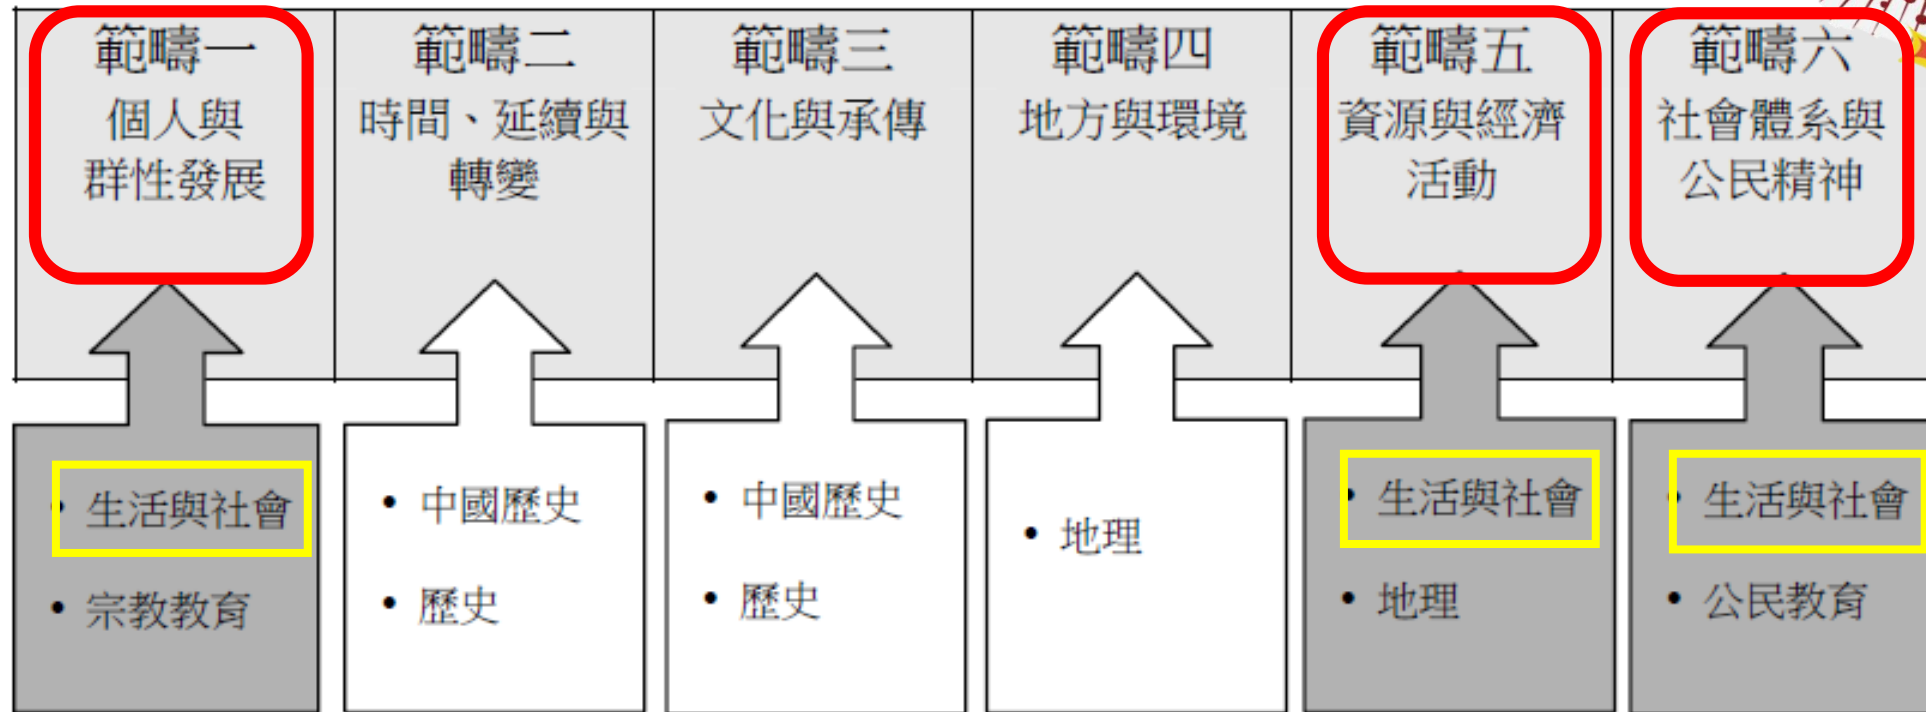 範疇一
個人與
群性發展
範疇二
時間、延續與
轉變
範疇三
文化與承傳
範疇四
地方與環境
範疇五
資源與經濟
活動
範疇六
社會體系與
公民精神
• 生活與社會
• 宗教教育
• 中國歷史
• 歷史
• 中國歷史
• 歷史
• 地理
• 生活與社會
• 地理
• 生活與社會
• 公民教育